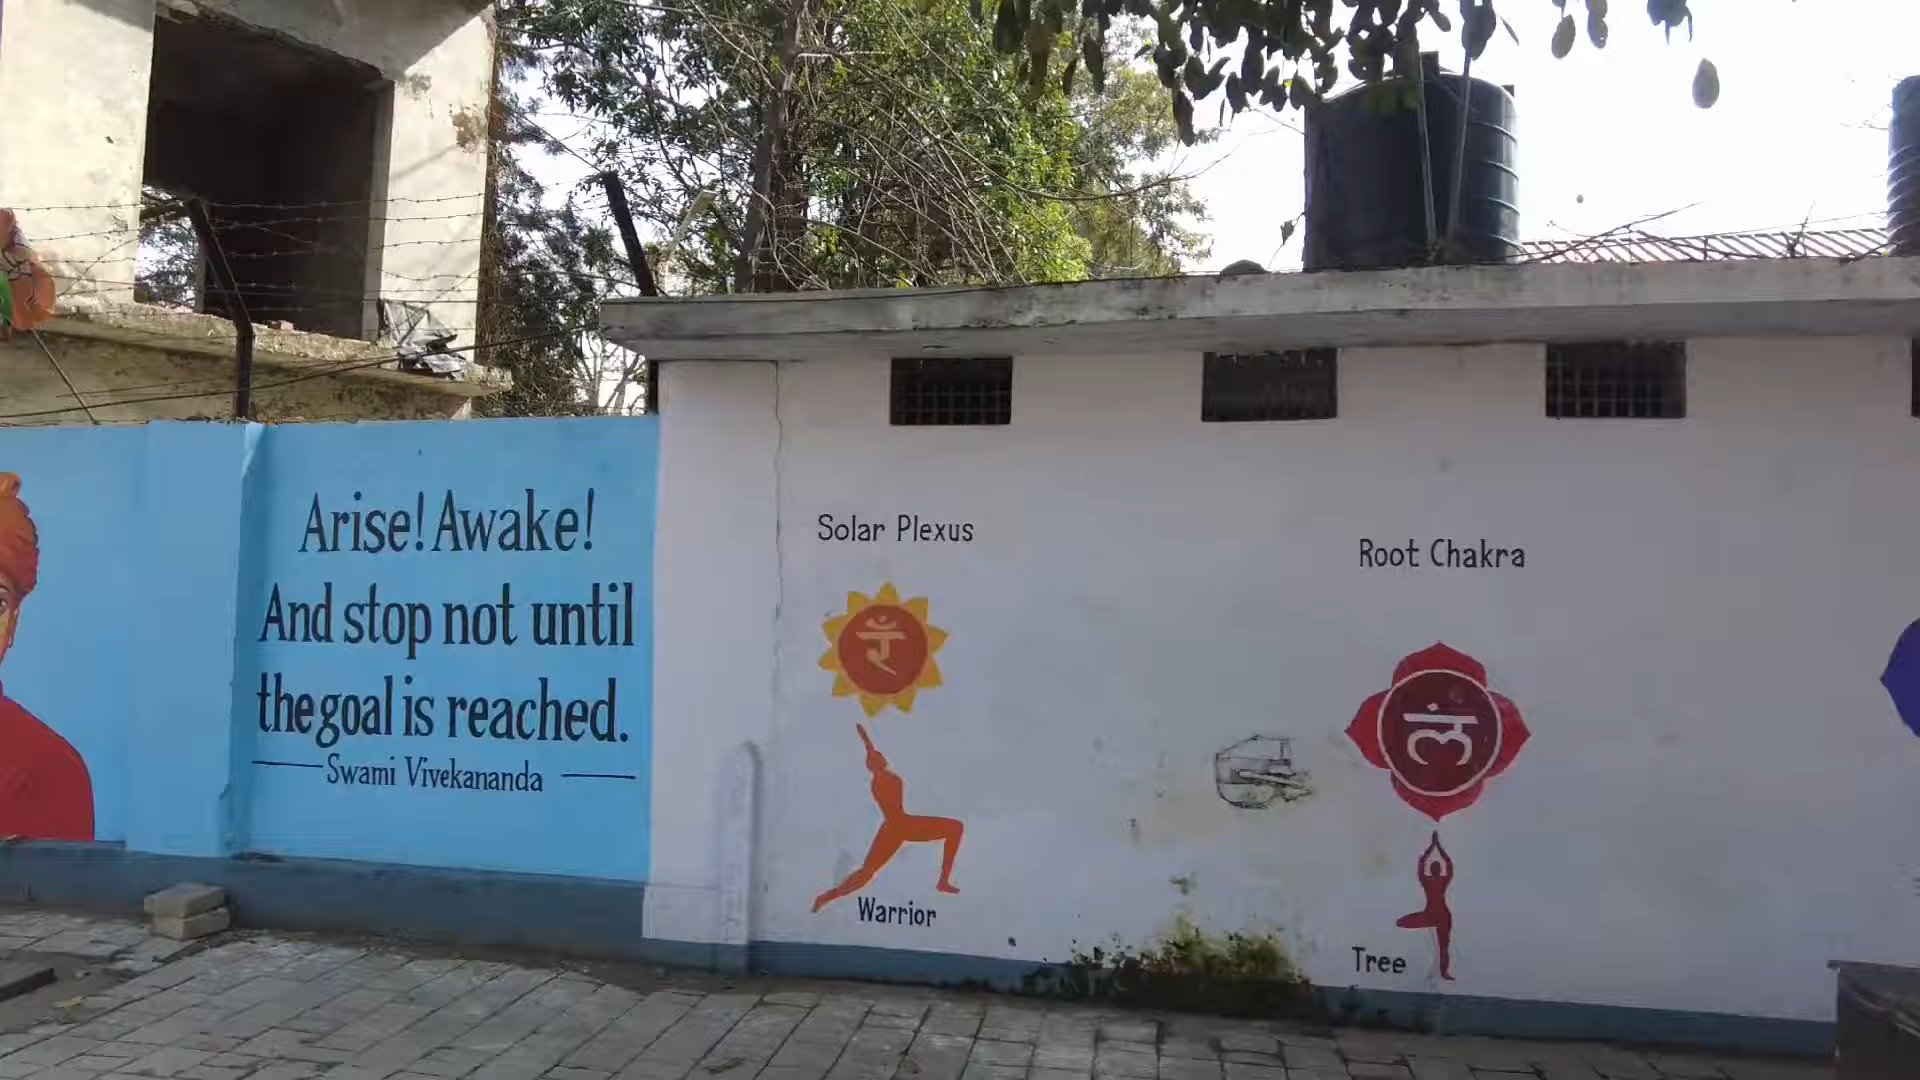 Arise! Awake!
And stop not until
the goal is reached.
Swami Vivekananda
Solar Plexus
रं
Warrior
Root Chakra
लं
Tree